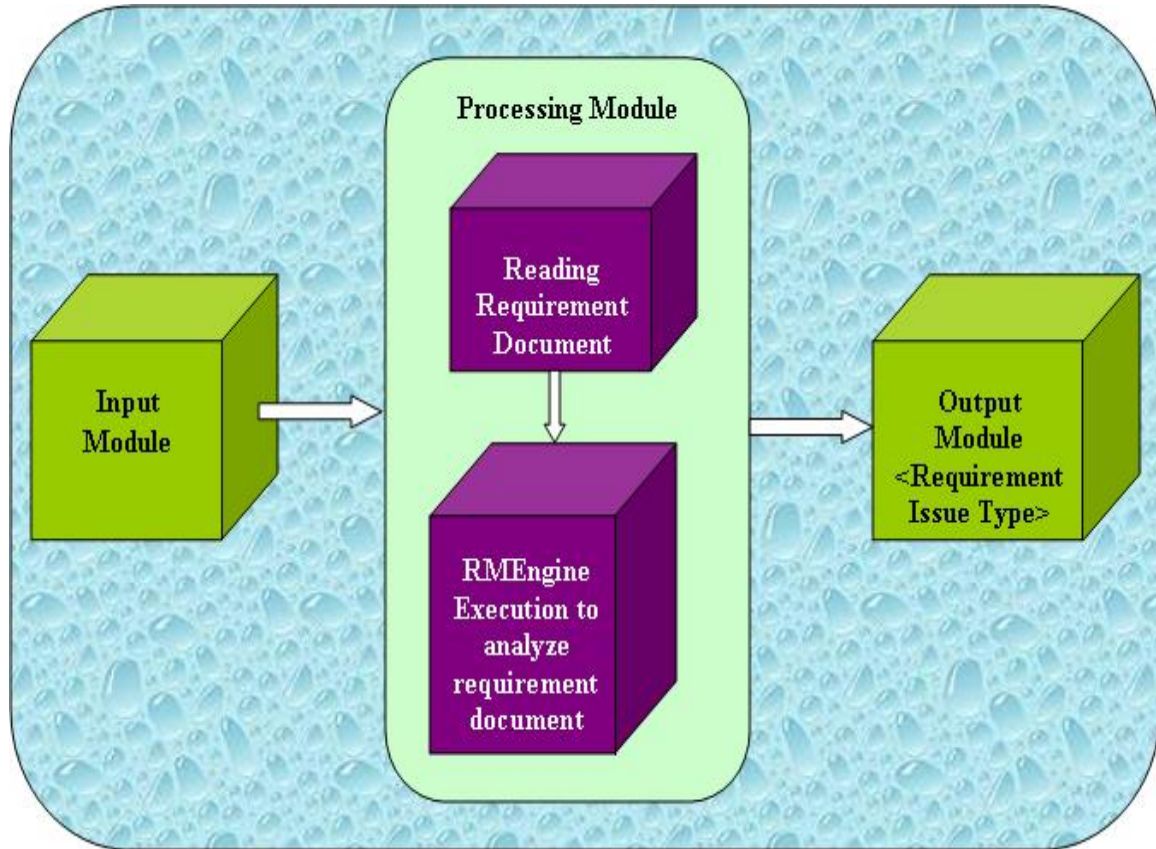 Processing Module
Reading
Requirement
Document
Input
Module
Output
Module
<Requirement
Issue Type>
RMEngine
Execution to
analyze
requirement
document